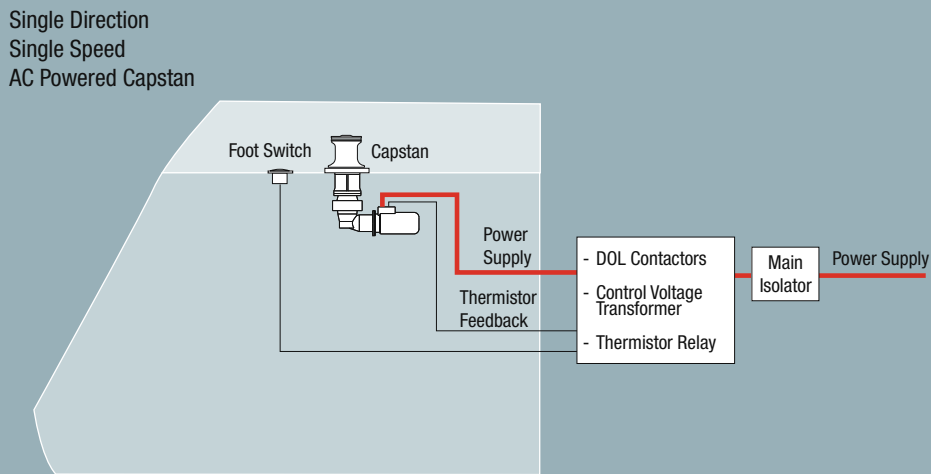 Single Direction
Single Speed
AC Powered Capstan
Foot Switch
Capstan
Power
Supply
Thermistor
Feedback
- DOL Contactors
- Control Voltage
Transformer
- Thermistor Relay
Main
Isolator
Power Supply